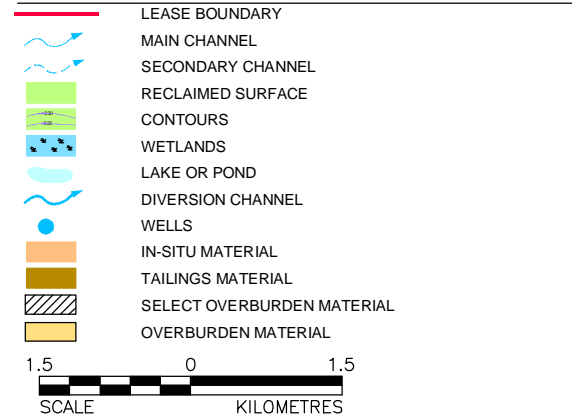 LEASE BOUNDARY
MAIN CHANNEL
SECONDARY CHANNEL
RECLAIMED SURFACE
CONTOURS
WETLANDS
LAKE OR POND
DIVERSION CHANNEL
WELLS
IN-SITU MATERIAL
TAILINGS MATERIAL
SELECT OVERBURDEN MATERIAL
OVERBURDEN MATERIAL
1.5 0 1.5
SCALE KILOMETRES